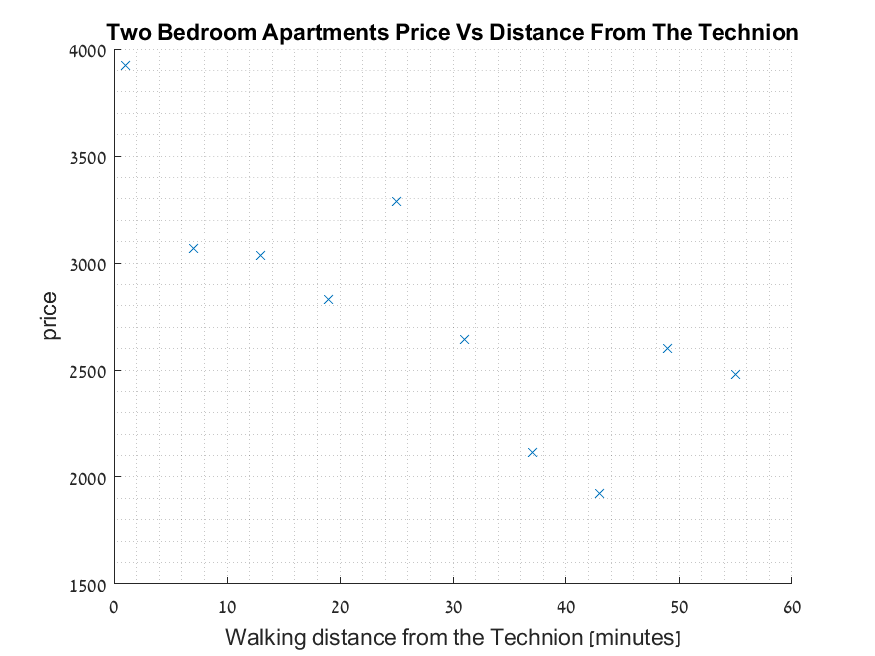 Two Bedroom Apartments Price Vs Distance From The Technion
4000
3500
3000
2500
2000
1500
price
0 10 20 30 40 50 60
Walking distance from the Technion [minutes]